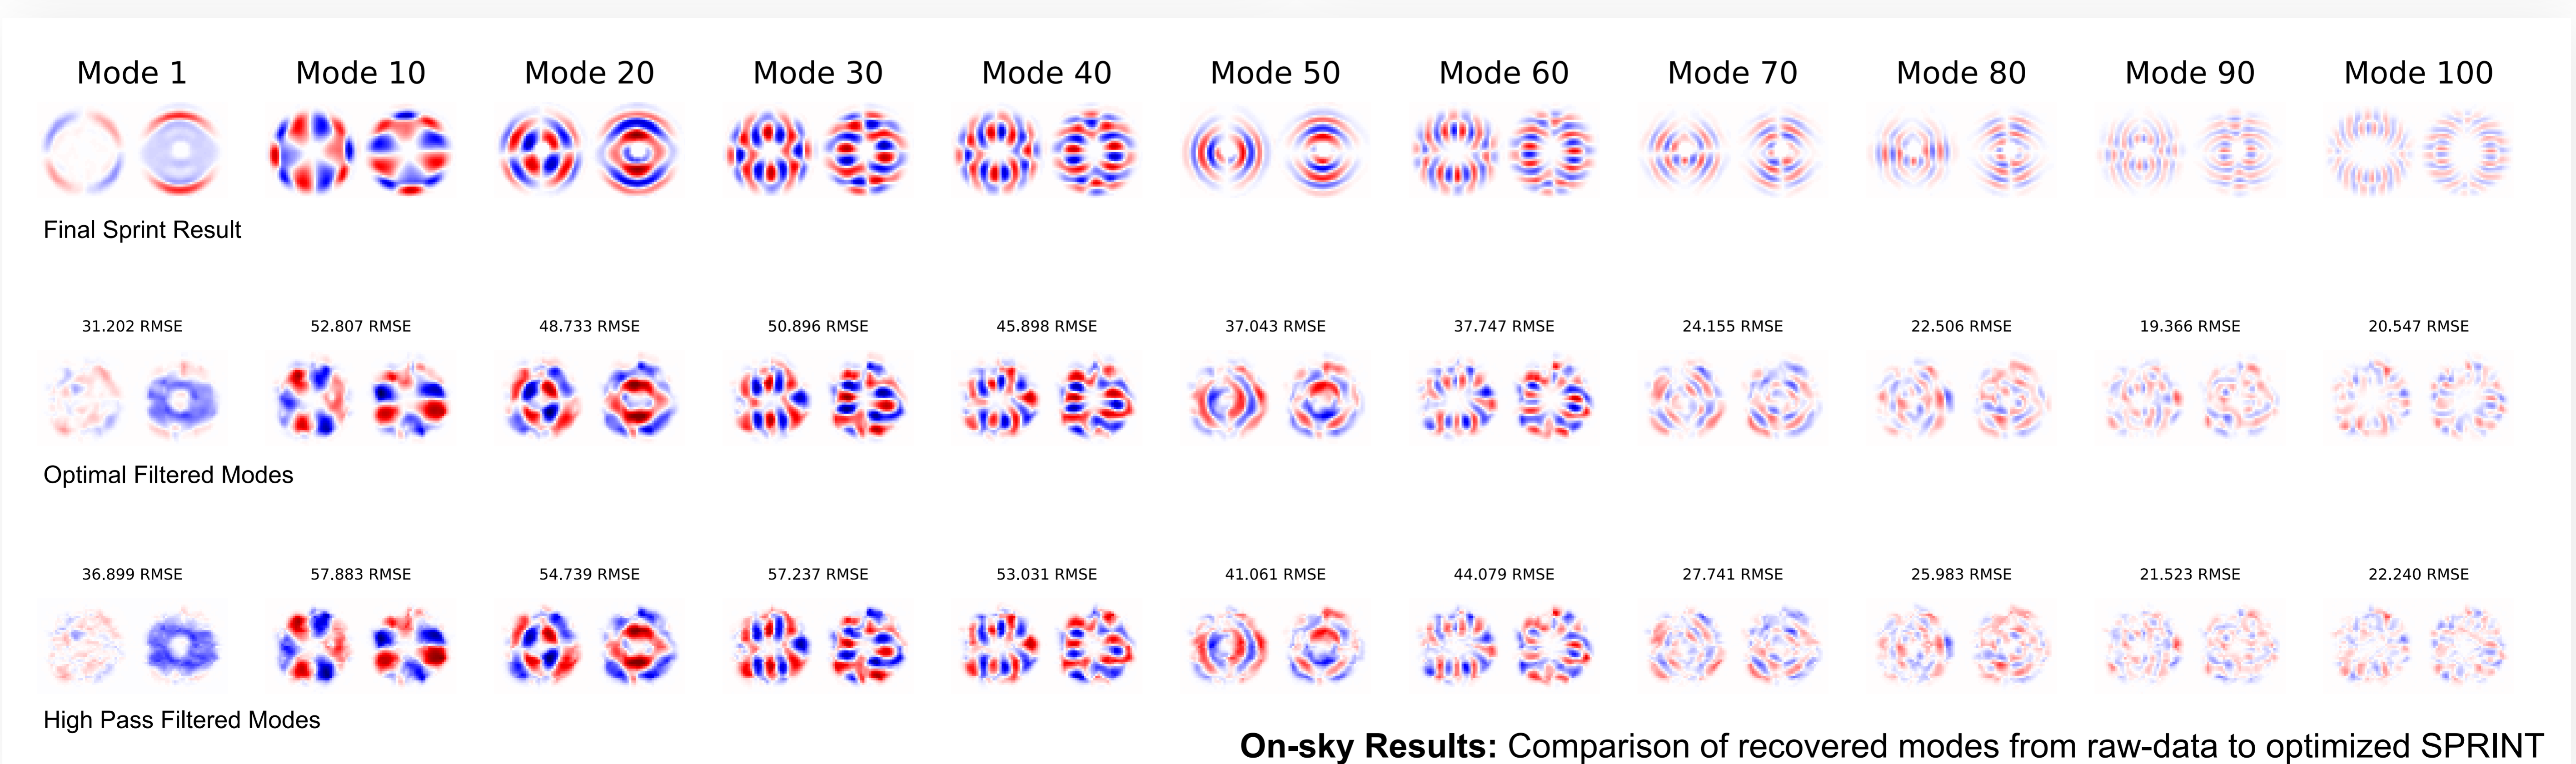 Mode 1 Mode 10 Mode 20 Mode 30 Mode 40 Mode 50 Mode 60 Mode 70 Mode 80 Mode 90 Mode 100
Final Sprint Result
31.202 RMSE 52.807 RMSE 48.733 RMSE 50.896 RMSE 45.898 RMSE 37.043 RMSE 37.747 RMSE 24.155 RMSE 22.506 RMSE 19.366 RMSE 20.547 RMSE
Optimal Filtered Modes
36.899 RMSE 57.883 RMSE 54.739 RMSE 57.237 RMSE 53.031 RMSE 41.061 RMSE 44.079 RMSE 27.741 RMSE 25.983 RMSE 21.523 RMSE 22.240 RMSE
High Pass Filtered Modes
On-sky Results: Comparison of recovered modes from raw-data to optimized SPRINT